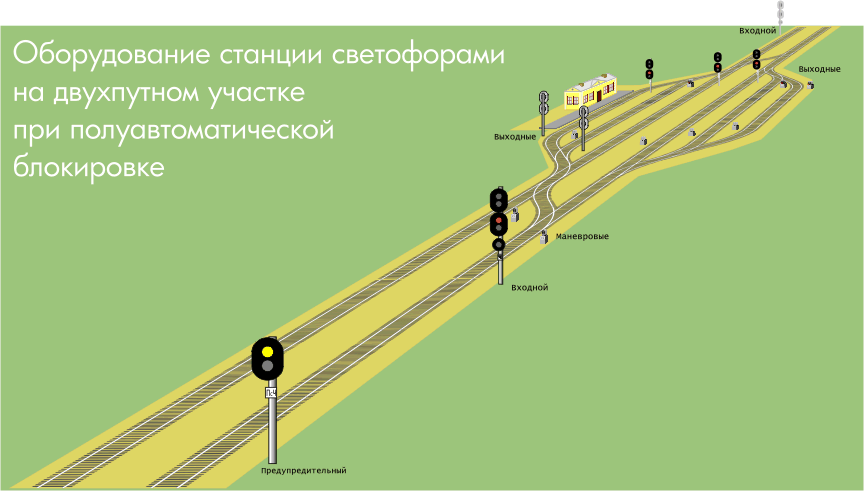 Оборудование станции светофорами
на двухпутном участке
при полуавтоматической
блокировке
Входной
Выходные
Выходные
Маневровые
Входной
Предупредительный